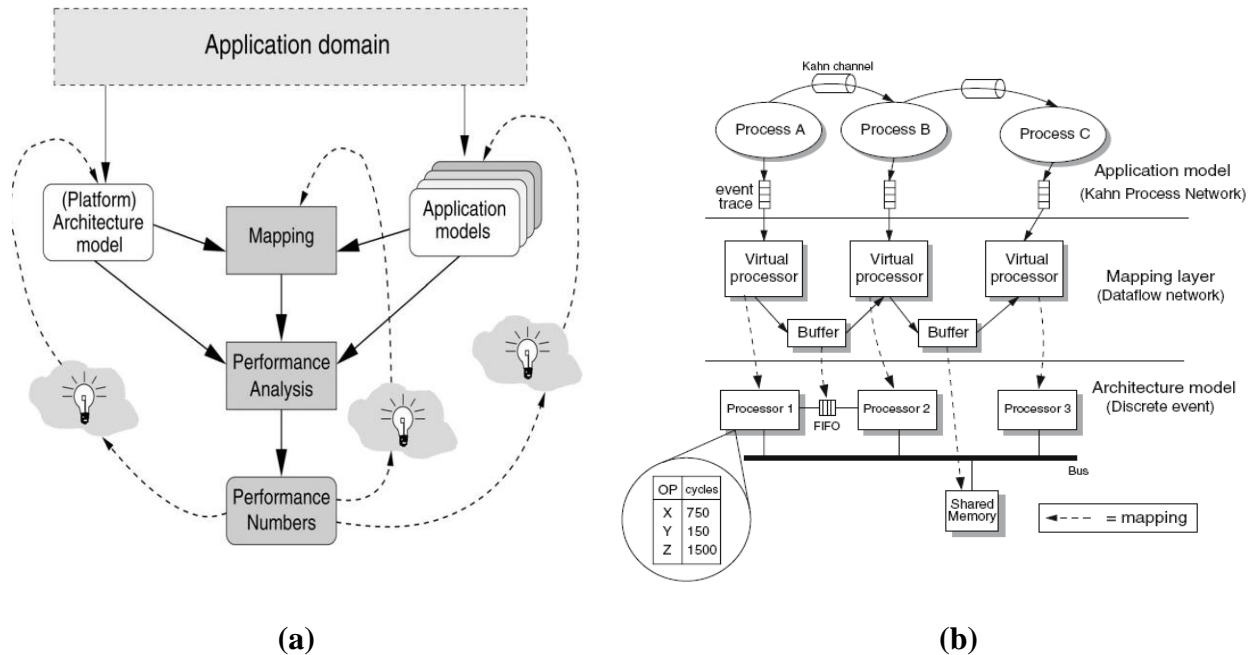 Application domain
(Platform)
Architecture
model
Mapping
Application
models
Performance
Analysis
Performance
Numbers
(a)
Kahn channel
Process A
Process B
Process C
event
trace
Application model
(Kahn Process Network)
Virtual
processor
Virtual
processor
Virtual
processor
Mapping layer
(Dataflow network)
Buffer
Buffer
Architecture model
(Discrete event)
Processor 1
FIFO
Processor 2
Processor 3
Bus
OP cycles
X 750
Y 150
Z 1500
Shared
Memory
= mapping
(b)